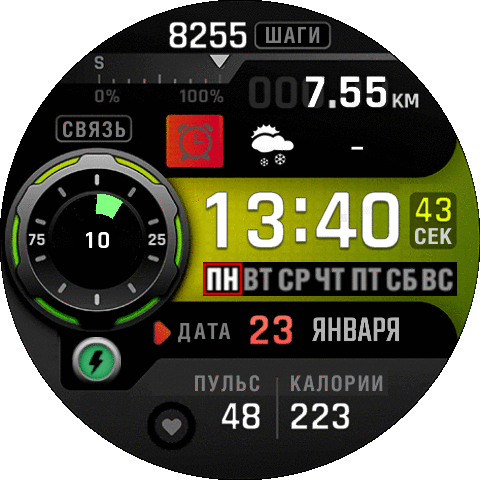 8255 ШАГИ
S
0% 100%
0007.55 КМ
СВЯЗЬ
-
13:40 43 СЕК
75 10 25
ПН ВТ СР ЧТ ПТ СБ ВС
ДАТА 23 ЯНВАРЯ
ПУЛЬС КАЛОРИИ
48 223